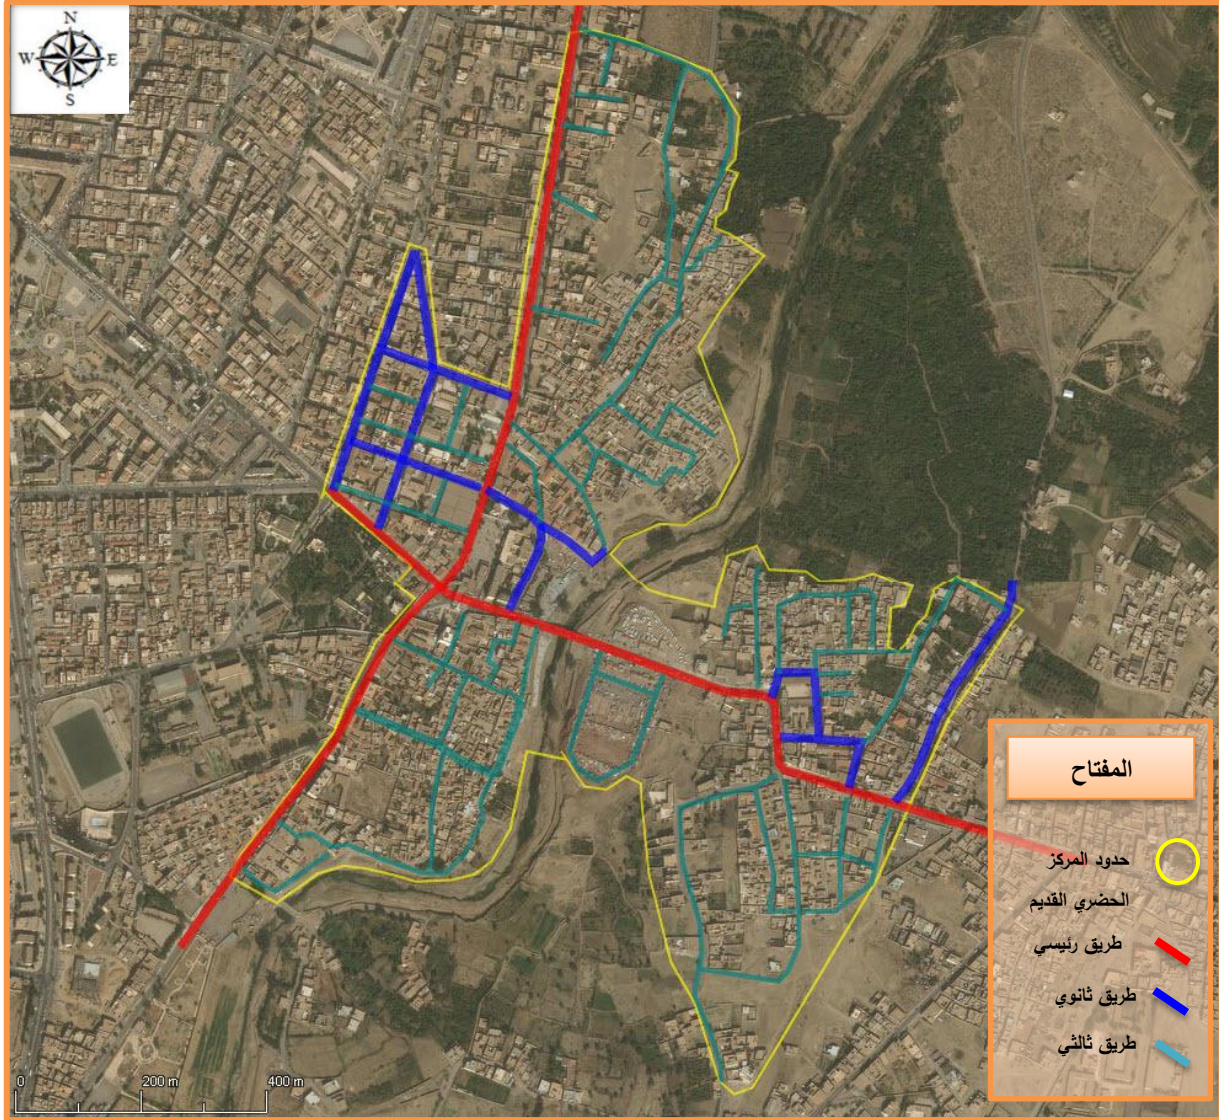 N
W E
S
المفتاح
حدود المركز
الحضري القديم
طريق رئيسي
طريق ثانوي
طريق ثالثي
0 200 m 400 m